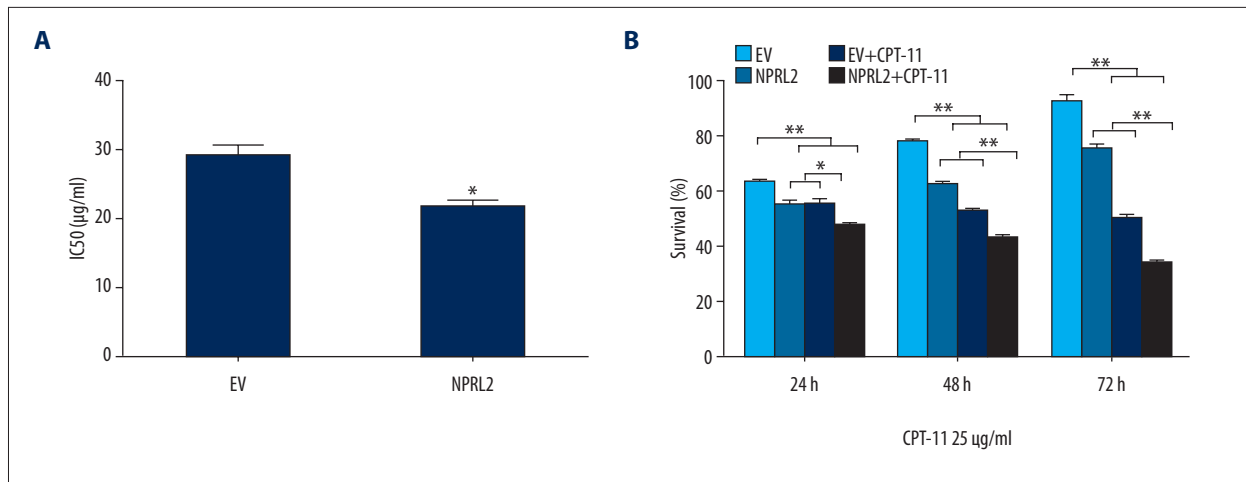 A
IC50 (µg/ml)
40
30
20
10
0
*
EV
NPRL2
B
EV
EV+CPT-11
NPRL2
NPRL2+CPT-11
Survival (%)
100
80
60
40
20
0
**
*
**
**
**
**
24 h
48 h
72 h
CPT-11 25 µg/ml